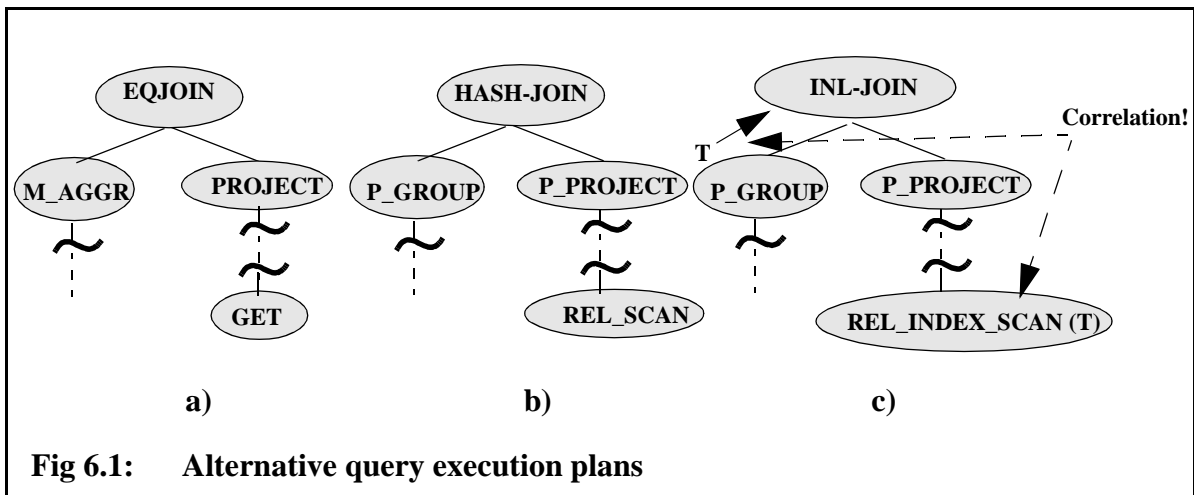 EQJOIN
M_AGGR
PROJECT
GET
a)
HASH-JOIN
P_GROUP
P_PROJECT
REL_SCAN
b)
INL-JOIN
Correlation!
T
P_GROUP
P_PROJECT
REL_INDEX_SCAN (T)
c)
Fig 6.1: Alternative query execution plans